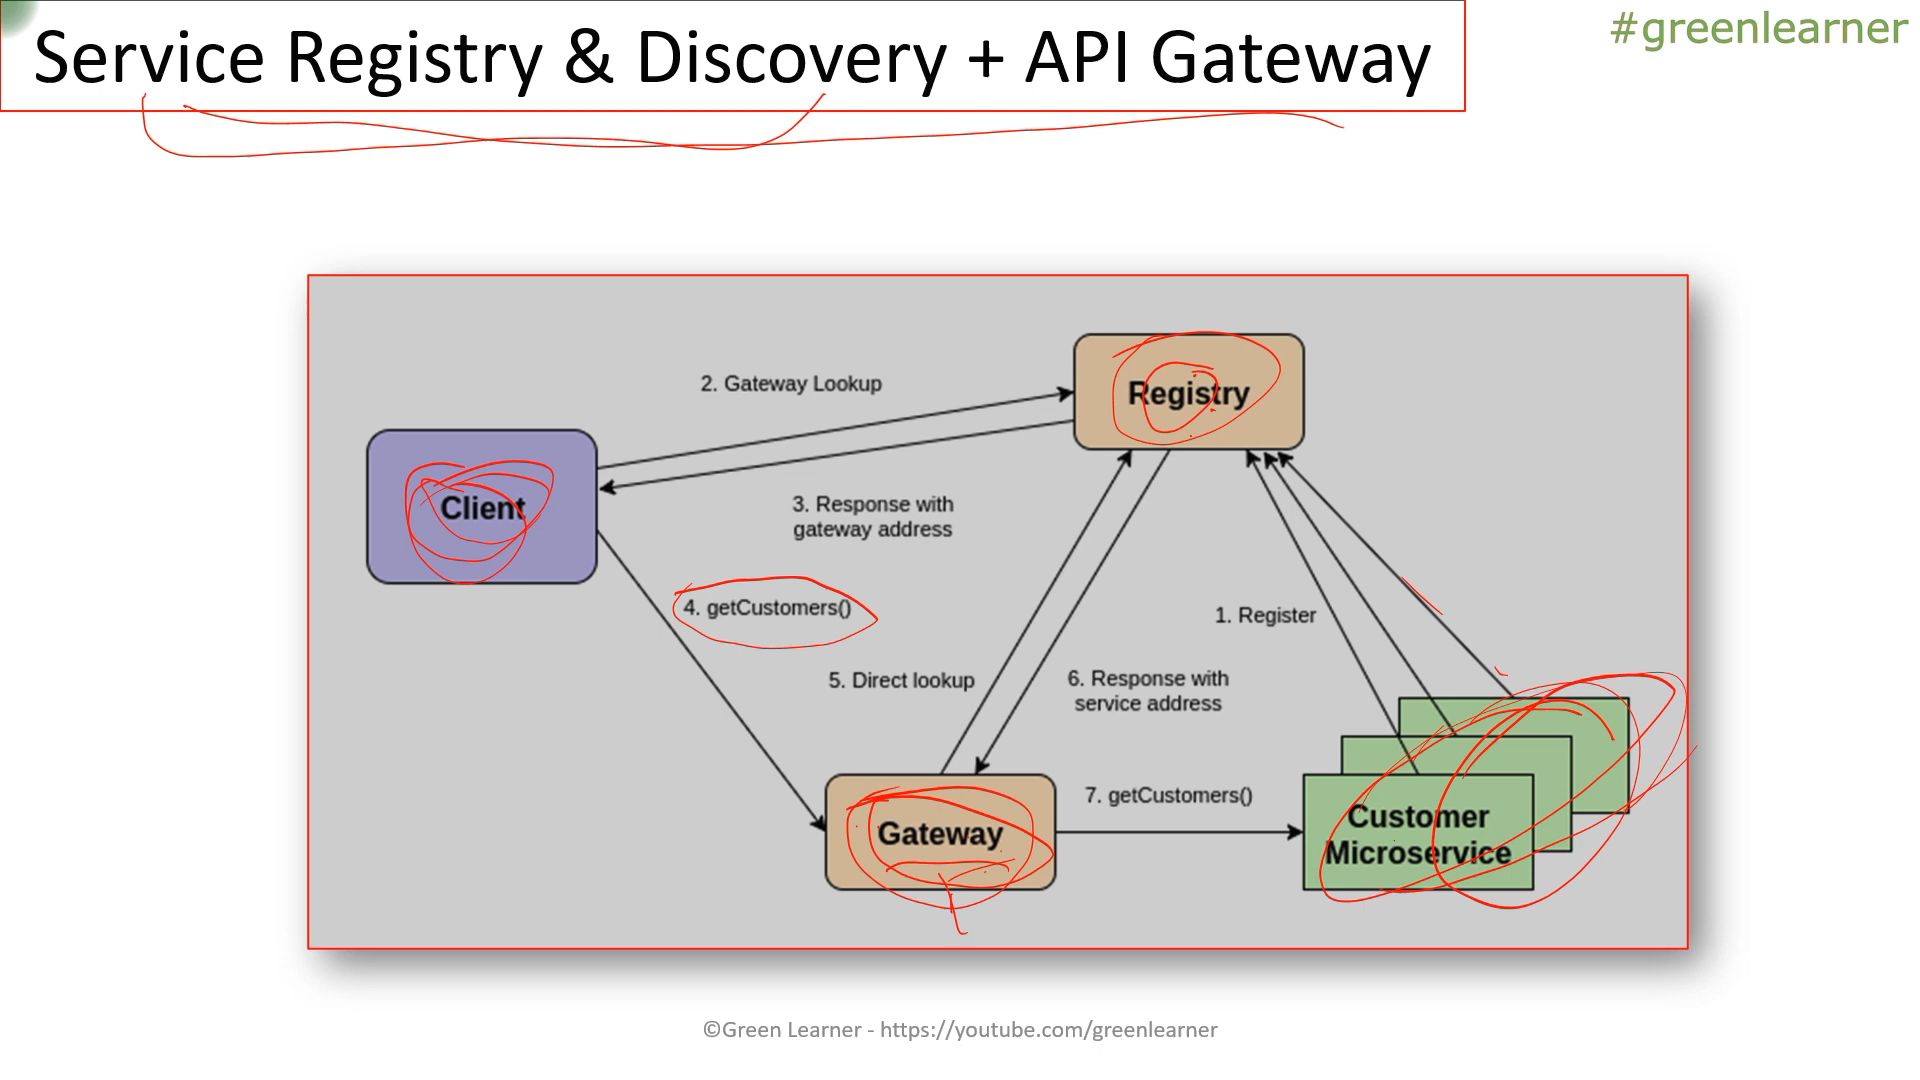 Service Registry & Discovery + API Gateway
#greenlearner
2. Gateway Lookup
Registry
Client
3. Response with
gateway address
4. getCustomers()
1. Register
5. Direct lookup
6. Response with
service address
Gateway
7. getCustomers()
Customer
Microservice
©Green Learner - https://youtube.com/greenlearner